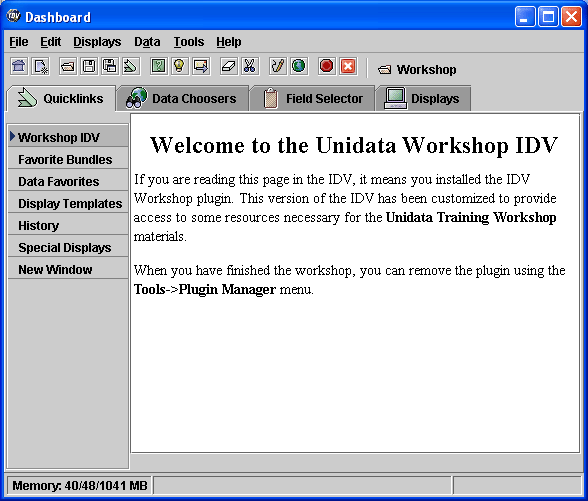 IDV Dashboard
File Edit Displays Data Tools Help
Workshop
Quicklinks Data Choosers Field Selector Displays
Workshop IDV
Favorite Bundles
Data Favorites
Display Templates
History
Special Displays
New Window
Welcome to the Unidata Workshop IDV
If you are reading this page in the IDV, it means you installed the IDV
Workshop plugin. This version of the IDV has been customized to provide
access to some resources necessary for the Unidata Training Workshop
materials.
When you have finished the workshop, you can remove the plugin using the
Tools->Plugin Manager menu.
Memory: 40/48/1041 MB